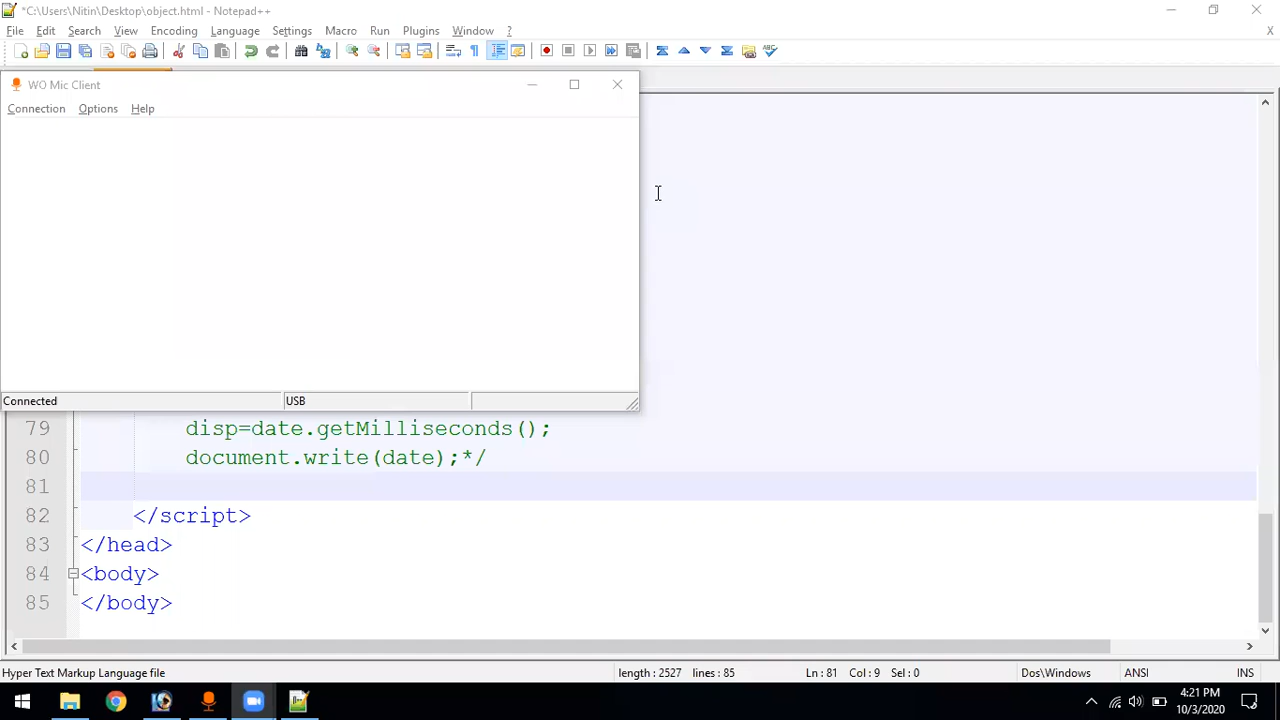 *C:\Users\Nitin\Desktop\object.html - Notepad++
File Edit Search View Encoding Language Settings Macro Run Plugins Window ? X
WO Mic Client
Connection Options Help
Connected USB
79 disp=date.getMilliseconds();
80 document.write(date);*/
81
82 </script>
83 </head>
84 <body>
85 </body>
Hyper Text Markup Language file length : 2527 lines : 85 Ln : 81 Col : 9 Sel : 0 Dos\Windows ANSI INS
4:21 PM
10/3/2020